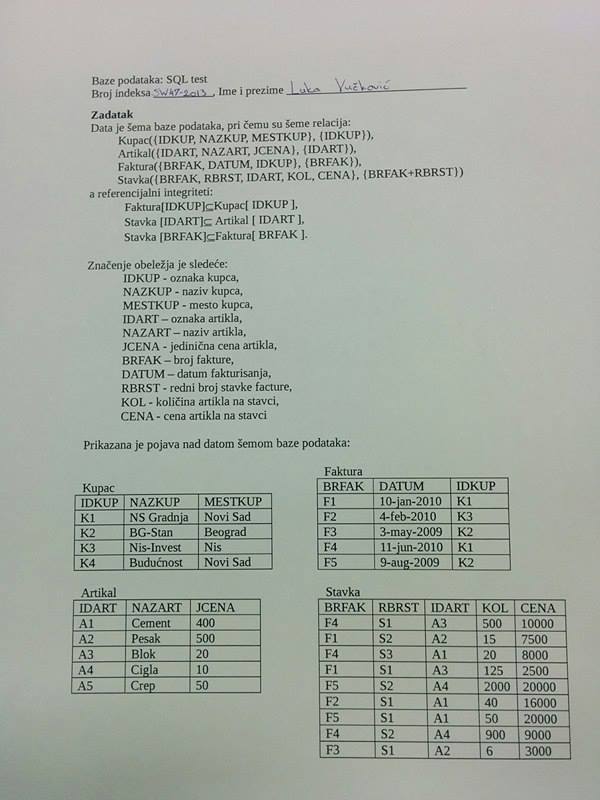 Baze podataka: SQL test
Broj indeksa SW47-2013, Ime i prezime Luka Vučković
Zadatak
Data je šema baze podataka, pri čemu su šeme relacija:
Kupac({IDKUP, NAZKUP, MESTKUP}, {IDKUP}),
Artikal({IDART, NAZART, JCENA}, {IDART}),
Faktura({BRFAK, DATUM, IDKUP}, {BRFAK}),
Stavka({BRFAK, RBRST, IDART, KOL, CENA}, {BRFAK+RBRST})
a referencijalni integriteti:
Faktura[IDKUP]⊆Kupac[ IDKUP ],
Stavka [IDART]⊆ Artikal [ IDART ],
Stavka [BRFAK]⊆Faktura[ BRFAK ].
Značenje obeležja je sledeće:
IDKUP - oznaka kupca,
NAZKUP - naziv kupca,
MESTKUP - mesto kupca,
IDART – oznaka artikla,
NAZART – naziv artikla,
JCENA - jedinična cena artikla,
BRFAK – broj fakture,
DATUM – datum fakturisanja,
RBRST - redni broj stavke facture,
KOL - količina artikla na stavci,
CENA - cena artikla na stavci
Prikazana je pojava nad datom šemom baze podataka:
Kupac
IDKUP NAZKUP MESTKUP
K1 NS Gradnja Novi Sad
K2 BG-Stan Beograd
K3 Nis-Invest Nis
K4 Budućnost Novi Sad
Faktura
BRFAK DATUM IDKUP
F1 10-jan-2010 K1
F2 4-feb-2010 K3
F3 3-may-2009 K2
F4 11-jun-2010 K1
F5 9-aug-2009 K2
Artikal
IDART NAZART JCENA
A1 Cement 400
A2 Pesak 500
A3 Blok 20
A4 Cigla 10
A5 Crep 50
Stavka
BRFAK RBRST IDART KOL CENA
F4 S1 A3 500 10000
F1 S2 A2 15 7500
F4 S3 A1 20 8000
F1 S1 A3 125 2500
F5 S2 A4 2000 20000
F2 S1 A1 40 16000
F5 S1 A1 50 20000
F4 S2 A4 900 9000
F3 S1 A2 6 3000